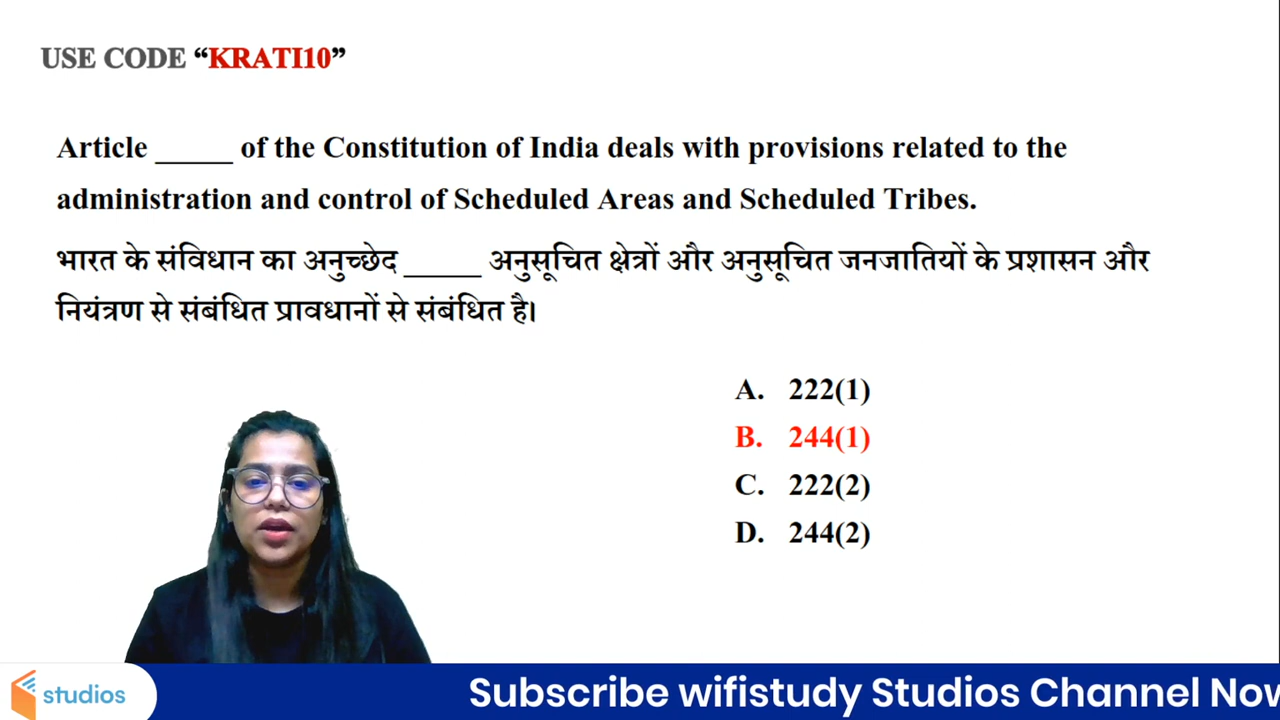 USE CODE “KRATI10”
Article _____ of the Constitution of India deals with provisions related to the
administration and control of Scheduled Areas and Scheduled Tribes.
भारत के संविधान का अनुच्छेद _____ अनुसूचित क्षेत्रों और अनुसूचित जनजातियों के प्रशासन और
नियंत्रण से संबंधित प्रावधानों से संबंधित है।
A. 222(1)
B. 244(1)
C. 222(2)
D. 244(2)
studios
Subscribe wifistudy Studios Channel Now